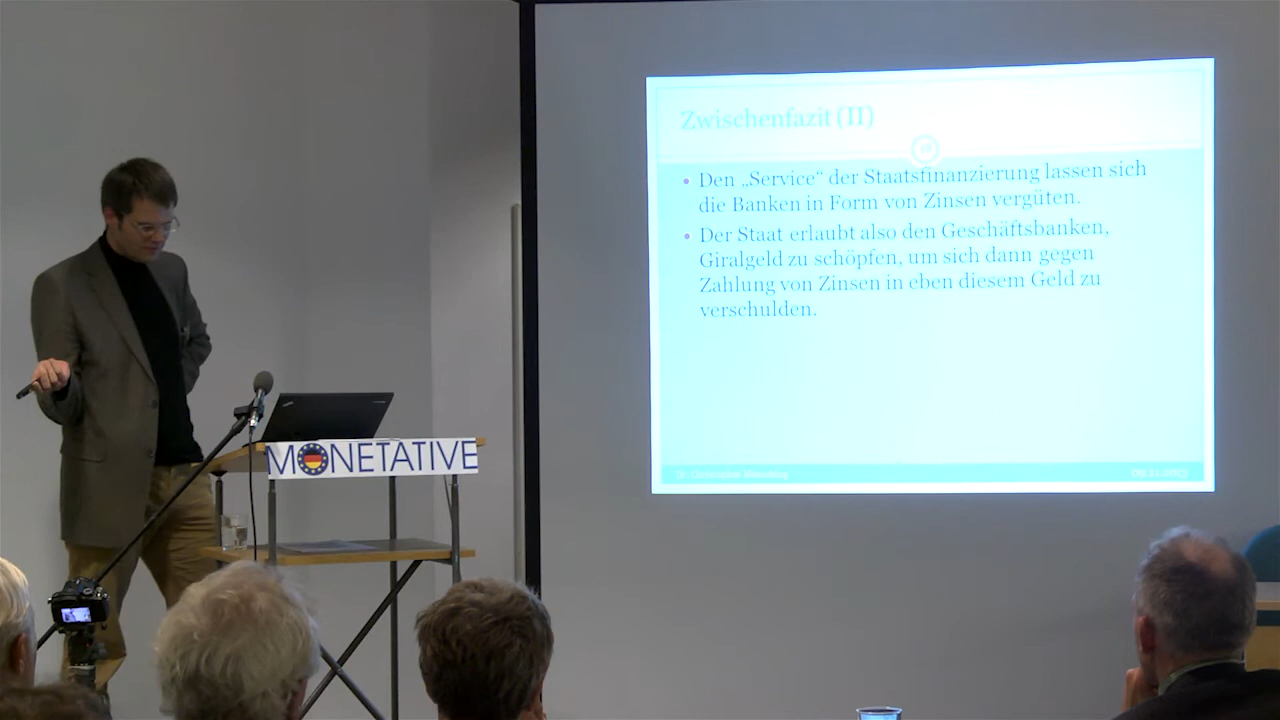 Zwischenfazit (II)
• Den „Service“ der Staatsfinanzierung lassen sich
die Banken in Form von Zinsen vergüten.
• Der Staat erlaubt also den Geschäftsbanken,
Giralgeld zu schöpfen, um sich dann gegen
Zahlung von Zinsen in eben diesem Geld zu
verschulden.
MONETATIVE